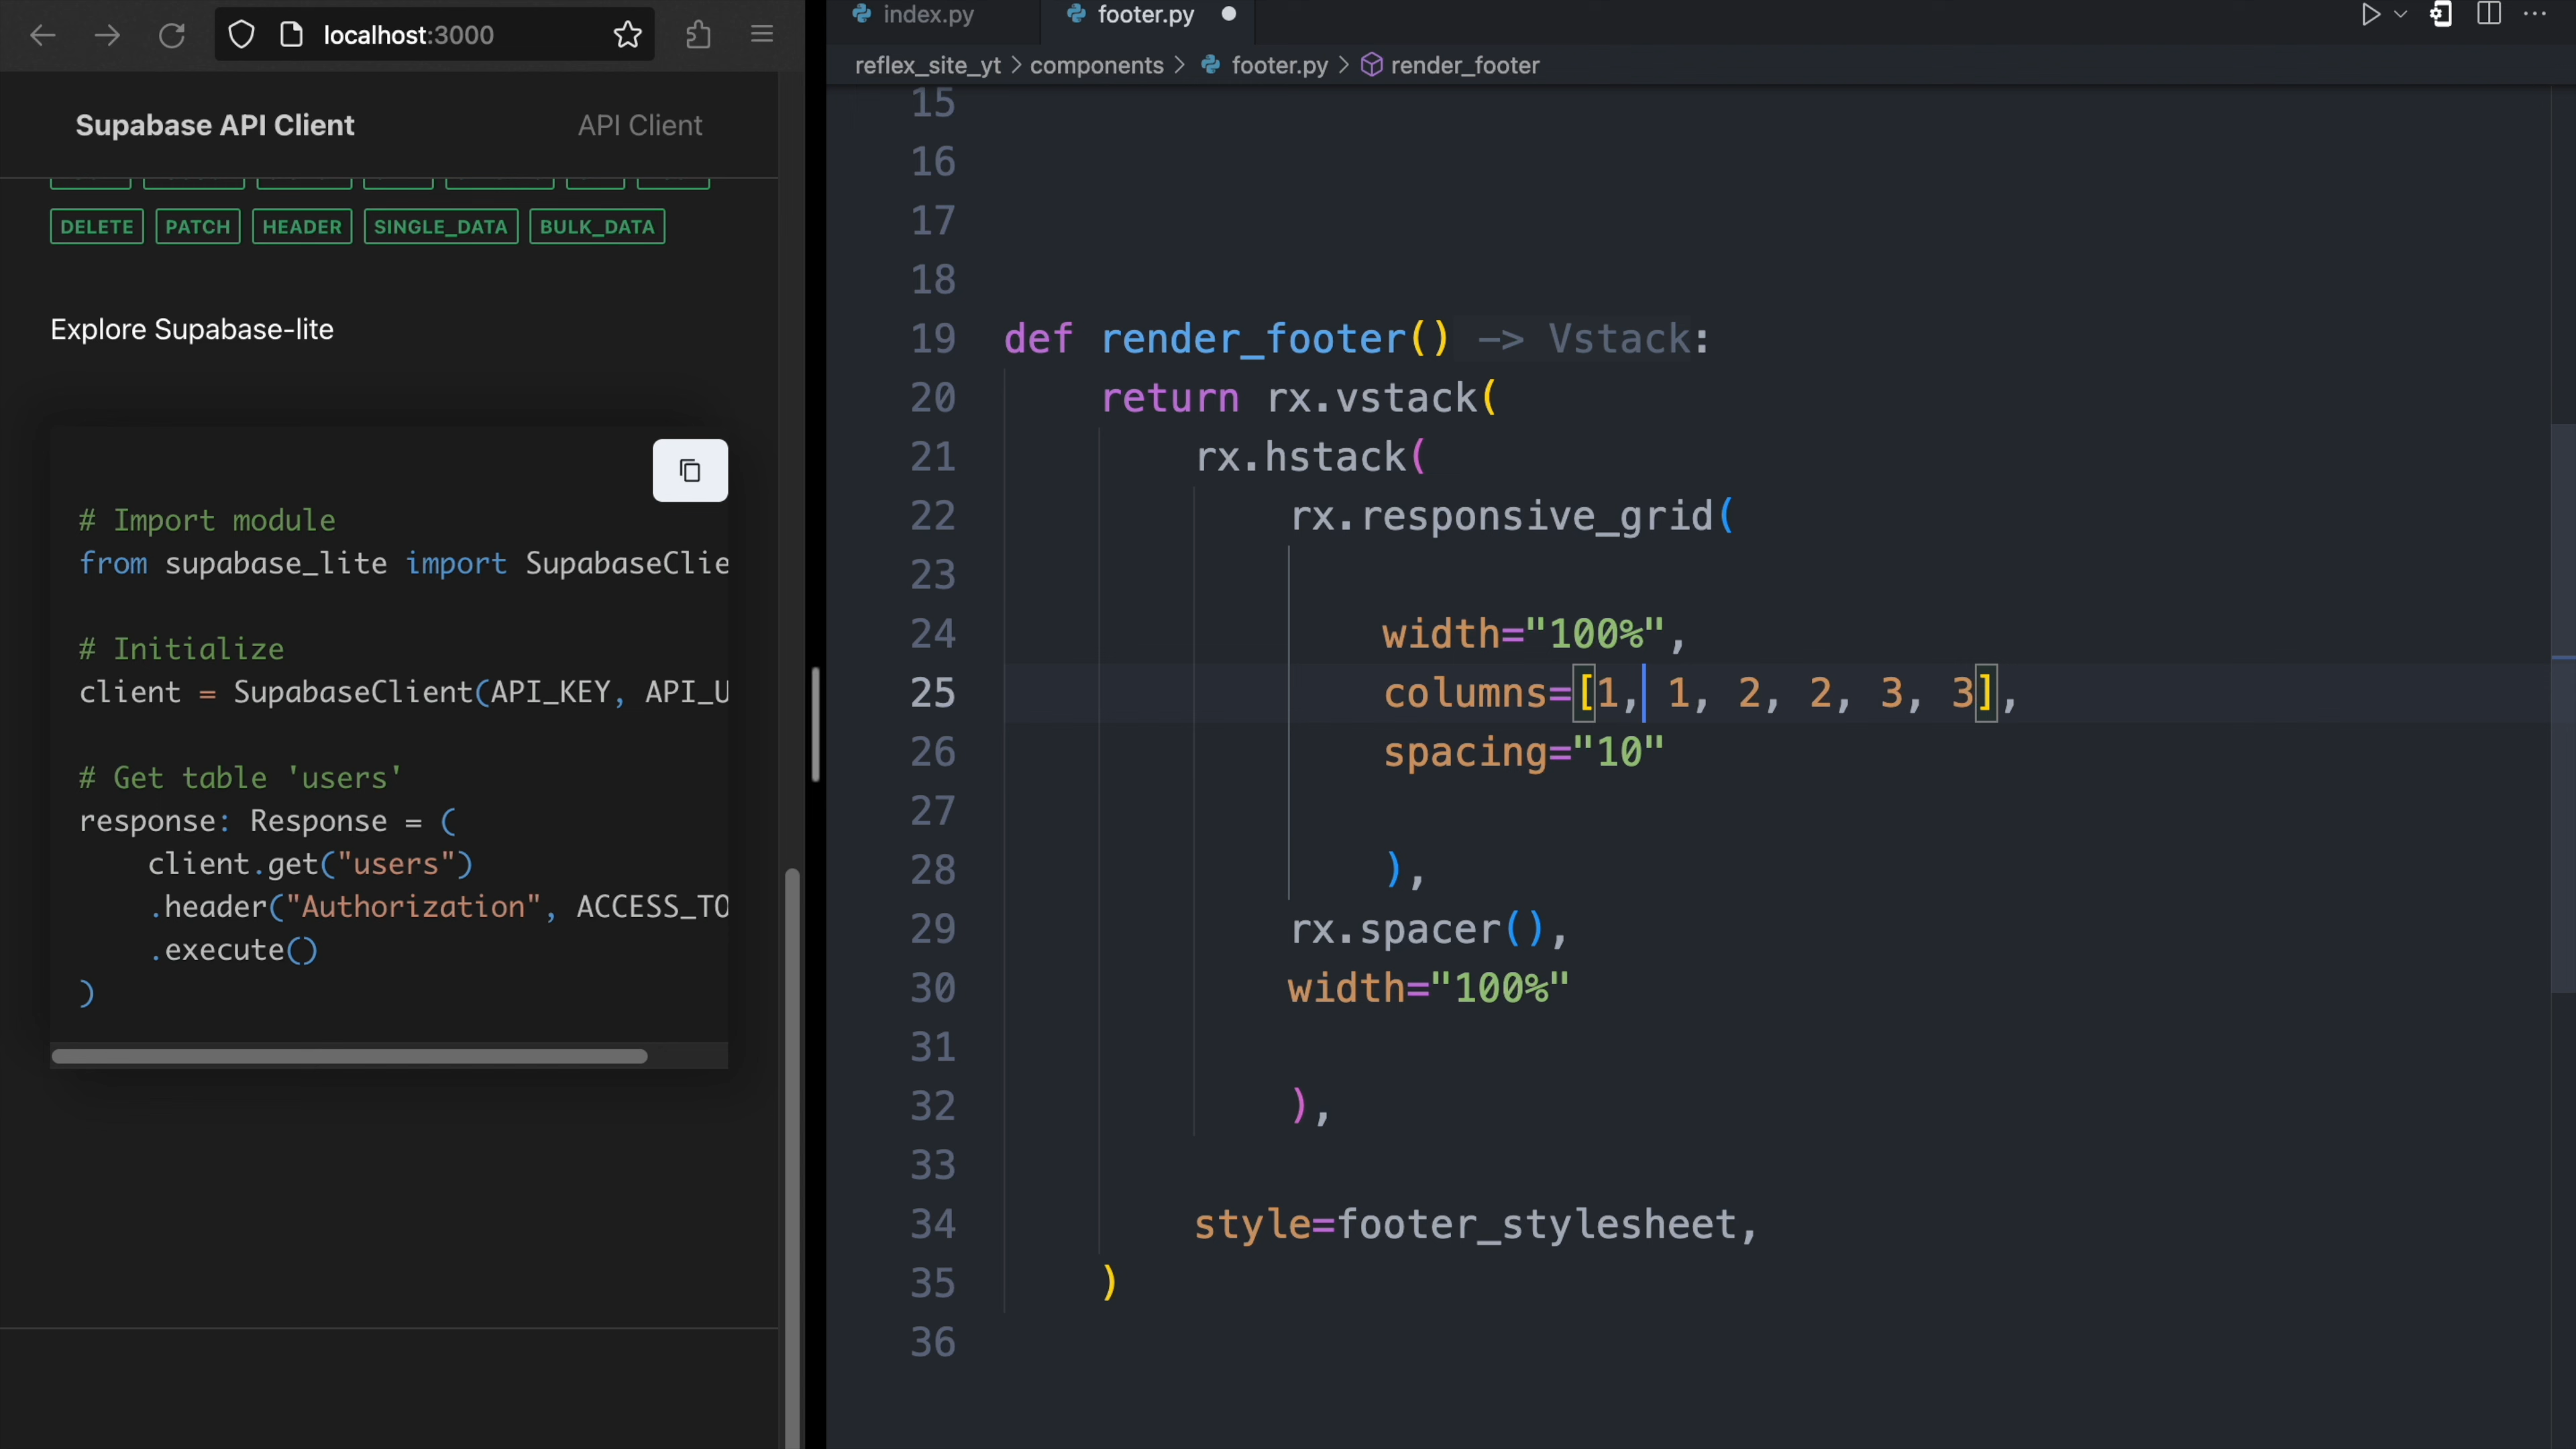 localhost:3000
Supabase API Client
API Client
DELETE PATCH HEADER SINGLE_DATA BULK_DATA
Explore Supabase-lite
# Import module
from supabase_lite import SupabaseClie
# Initialize
client = SupabaseClient(API_KEY, API_U
# Get table 'users'
response: Response = (
client.get("users")
.header("Authorization", ACCESS_TO
.execute()
)
index.py
footer.py
reflex_site_yt > components > footer.py > render_footer
15
16
17
18
19 def render_footer() -> Vstack:
20 return rx.vstack(
21 rx.hstack(
22 rx.responsive_grid(
23
24 width="100%",
25 columns=[1, 1, 2, 2, 3, 3],
26 spacing="10"
27
28 ),
29 rx.spacer(),
30 width="100%"
31
32 ),
33
34 style=footer_stylesheet,
35 )
36